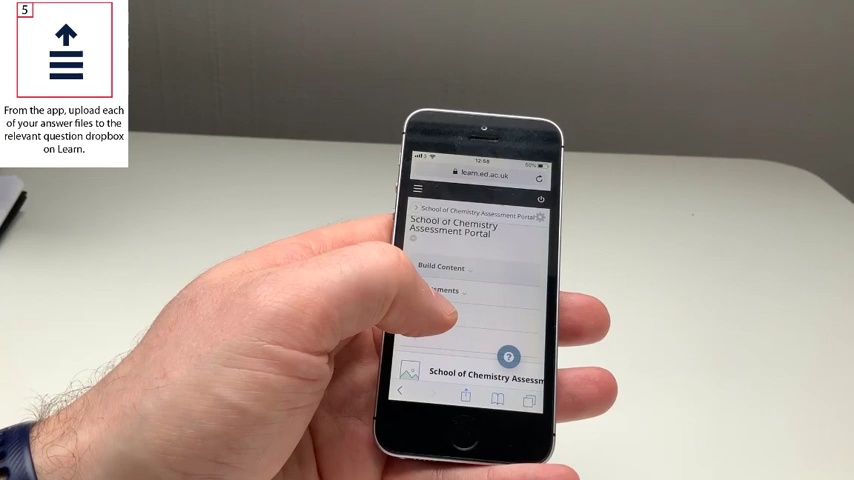 5
From the app, upload each
of your answer files to the
relevant question dropbox
on Learn.
12:58
50%
learn.ed.ac.uk
School of Chemistry Assessment Portal
School of Chemistry
Assessment Portal
Build Content
?
School of Chemistry Assessm